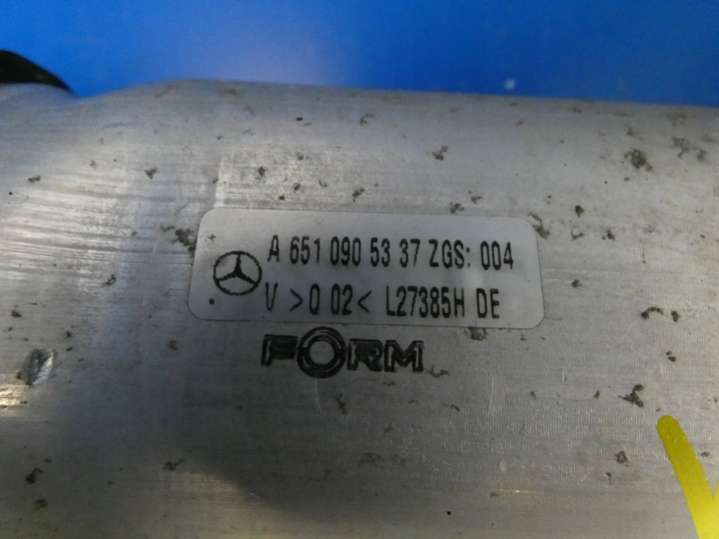 A 651 090 53 37 ZGS: 004
V >0 02< L27385H DE
FORM